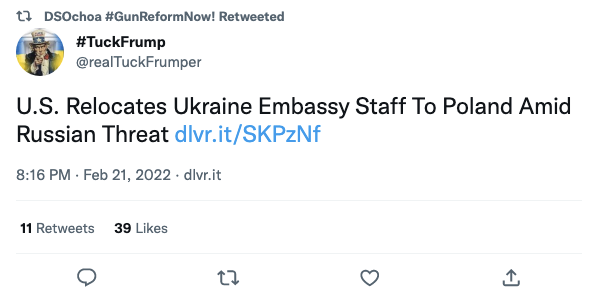 DSOchoa #GunReformNow! Retweeted
#TuckFrump
@realTuckFrumper
U.S. Relocates Ukraine Embassy Staff To Poland Amid
Russian Threat dlvr.it/SKPzNf
8:16 PM · Feb 21, 2022 · dlvr.it
11 Retweets 39 Likes